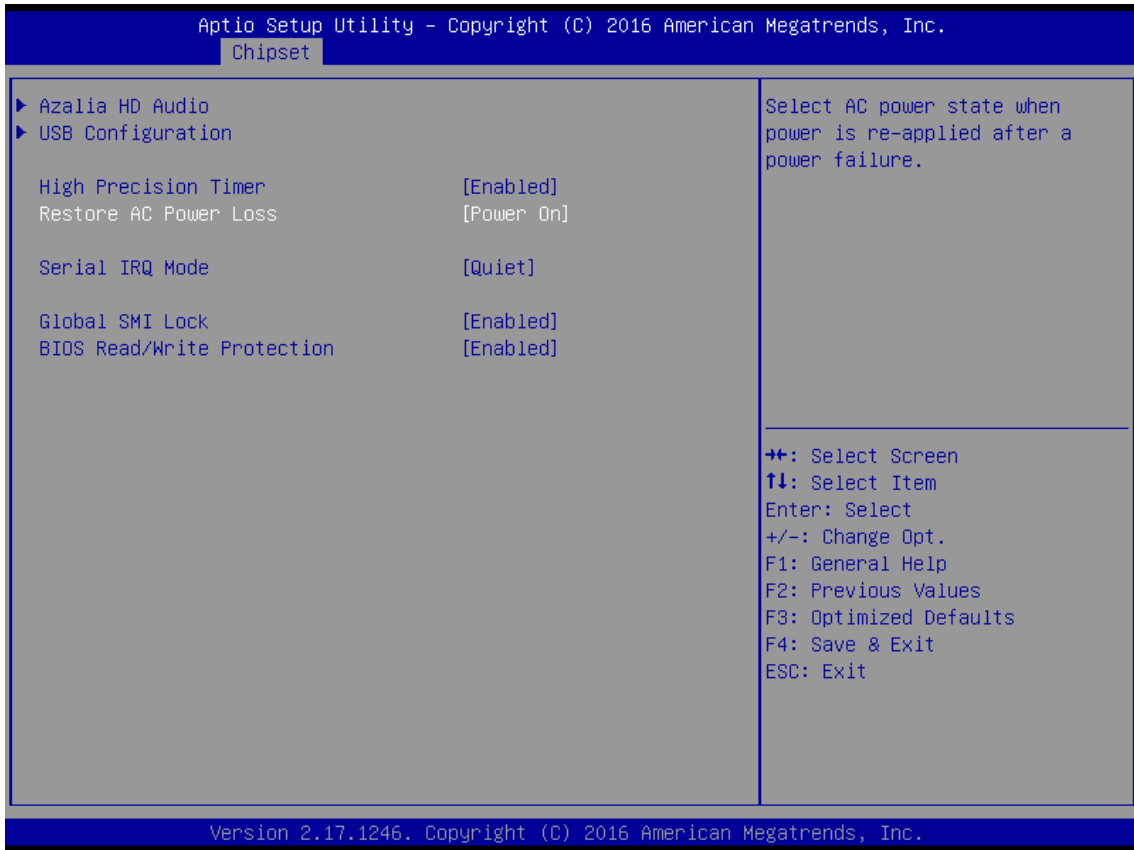 Aptio Setup Utility – Copyright (C) 2016 American Megatrends, Inc.
Chipset
▶ Azalia HD Audio
▶ USB Configuration
High Precision Timer [Enabled]
Restore AC Power Loss [Power On]
Serial IRQ Mode [Quiet]
Global SMI Lock [Enabled]
BIOS Read/Write Protection [Enabled]
Select AC power state when
power is re-applied after a
power failure.
→←: Select Screen
↑↓: Select Item
Enter: Select
+/-: Change Opt.
F1: General Help
F2: Previous Values
F3: Optimized Defaults
F4: Save & Exit
ESC: Exit
Version 2.17.1246. Copyright (C) 2016 American Megatrends, Inc.